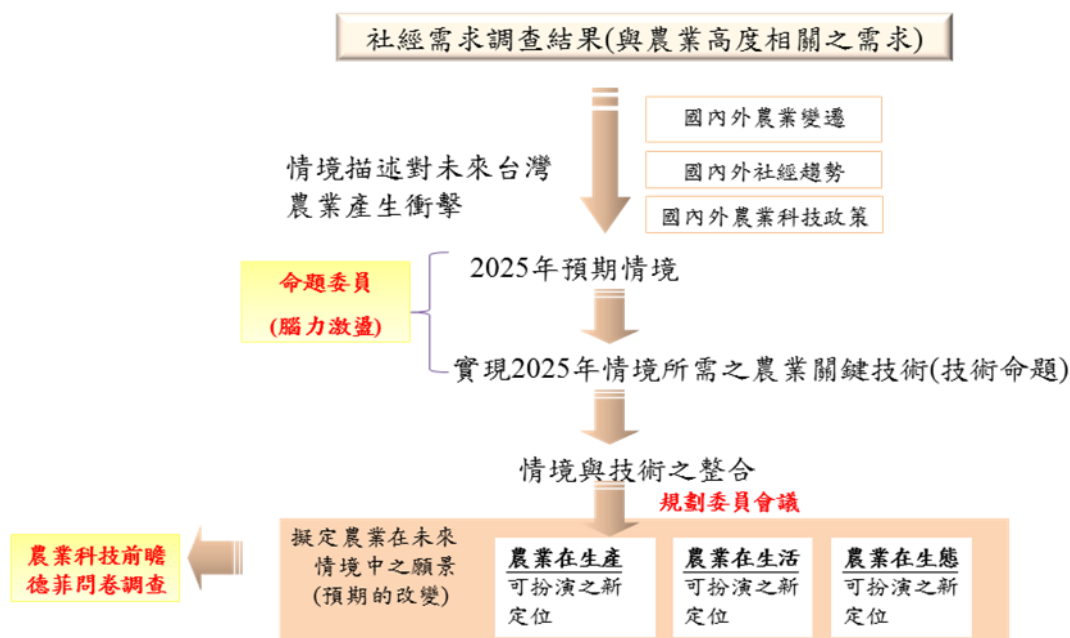 社經需求調查結果(與農業高度相關之需求)
國內外農業變遷
情境描述對未來台灣
農業產生衝擊
國內外社經趨勢
國內外農業科技政策
2025年預期情境
命題委員
(腦力激盪)
實現2025年情境所需之農業關鍵技術(技術命題)
情境與技術之整合
規劃委員會議
擬定農業在未來
情境中之願景
(預期的改變)
農業在生產
可扮演之新
定位
農業在生活
可扮演之新
定位
農業在生態
可扮演之新
定位
農業科技前瞻
德菲問卷調查